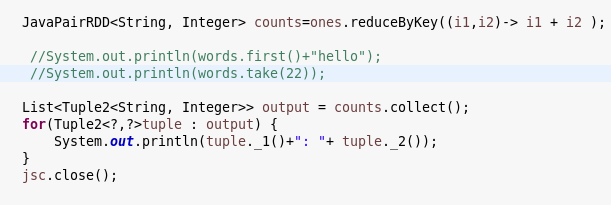 JavaPairRDD<String, Integer> counts=ones.reduceByKey((i1,i2)-> i1 + i2 );
//System.out.println(words.first()+"hello");
//System.out.println(words.take(22));
List<Tuple2<String, Integer>> output = counts.collect();
for(Tuple2<?,?>tuple : output) {
System.out.println(tuple._1()+": "+ tuple._2());
}
jsc.close();